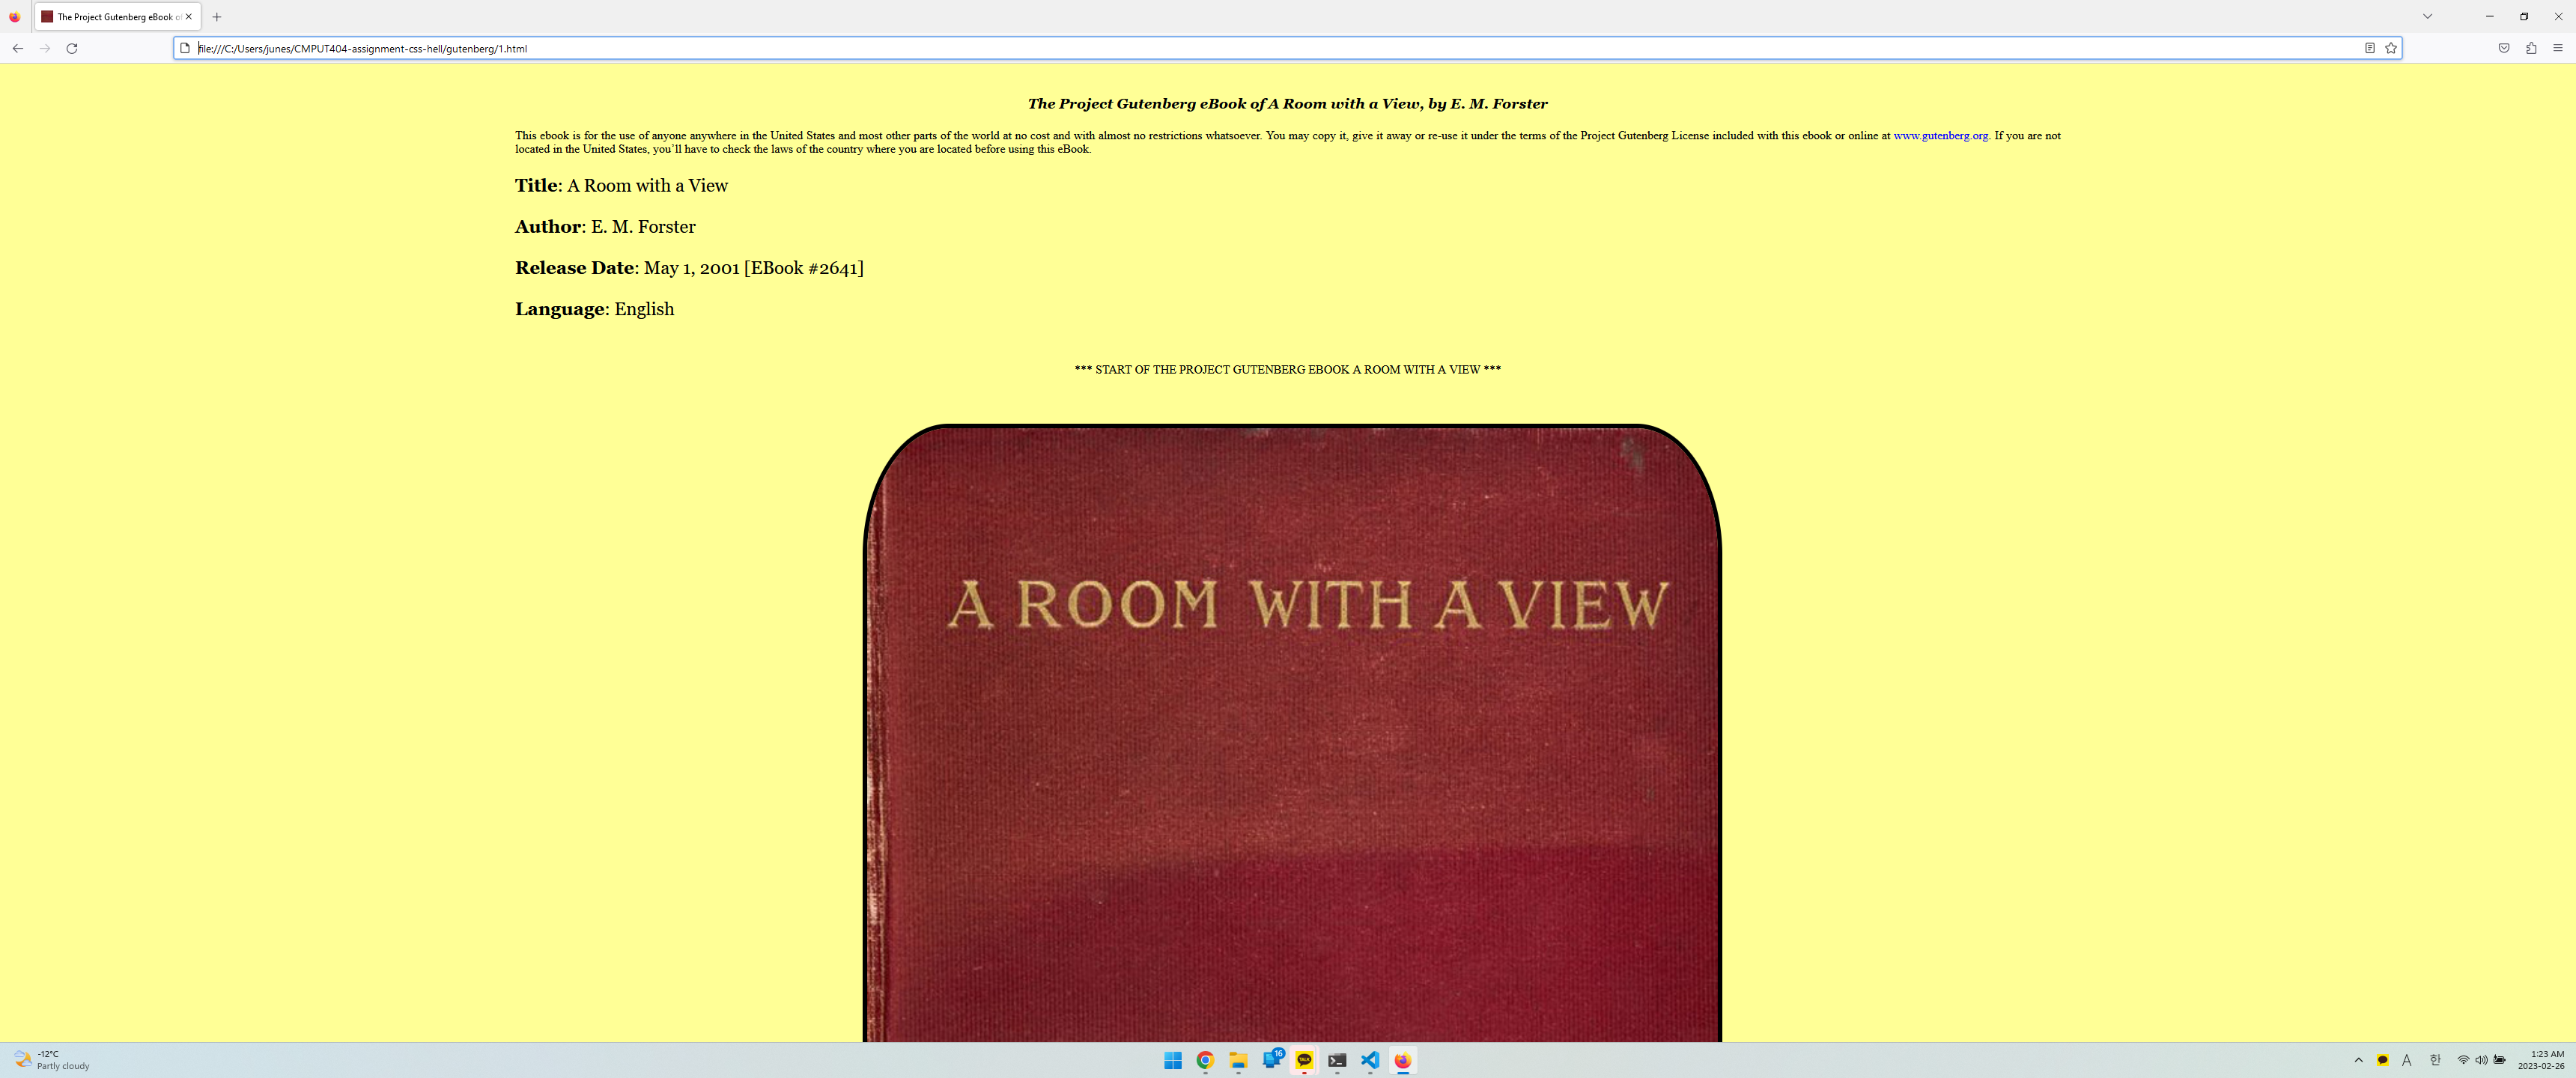 The Project Gutenberg eBook of
file:///C:/Users/junes/CMPUT404-assignment-css-hell/gutenberg/1.html
The Project Gutenberg eBook of A Room with a View, by E. M. Forster
This ebook is for the use of anyone anywhere in the United States and most other parts of the world at no cost and with almost no restrictions whatsoever. You may copy it, give it away or re-use it under the terms of the Project Gutenberg License included with this ebook or online at www.gutenberg.org. If you are not
located in the United States, you’ll have to check the laws of the country where you are located before using this eBook.
Title: A Room with a View
Author: E. M. Forster
Release Date: May 1, 2001 [EBook #2641]
Language: English
*** START OF THE PROJECT GUTENBERG EBOOK A ROOM WITH A VIEW ***
A ROOM WITH A VIEW
-12°C
Partly cloudy
16
TALK
A
한
1:23 AM
2023-02-26